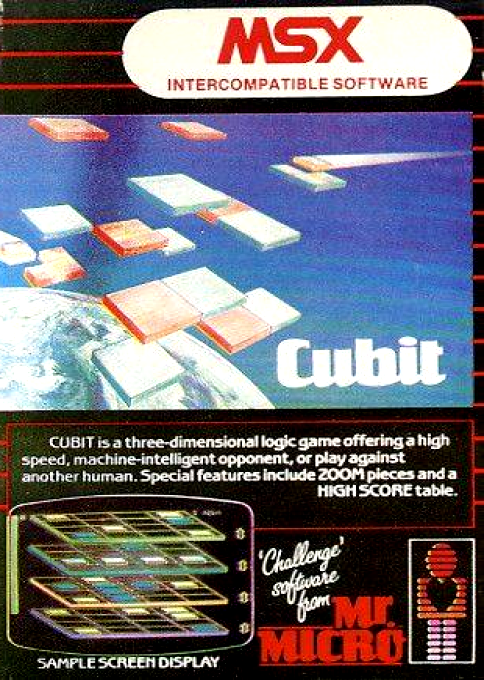 MSX
INTERCOMPATIBLE SOFTWARE
Cubit
CUBIT is a three-dimensional logic game offering a high
speed, machine-intelligent opponent, or play against
another human. Special features include ZOOM pieces and a
HIGH SCORE table.
'Challenge'
software
from
Mr.
MICRO
SAMPLE SCREEN DISPLAY